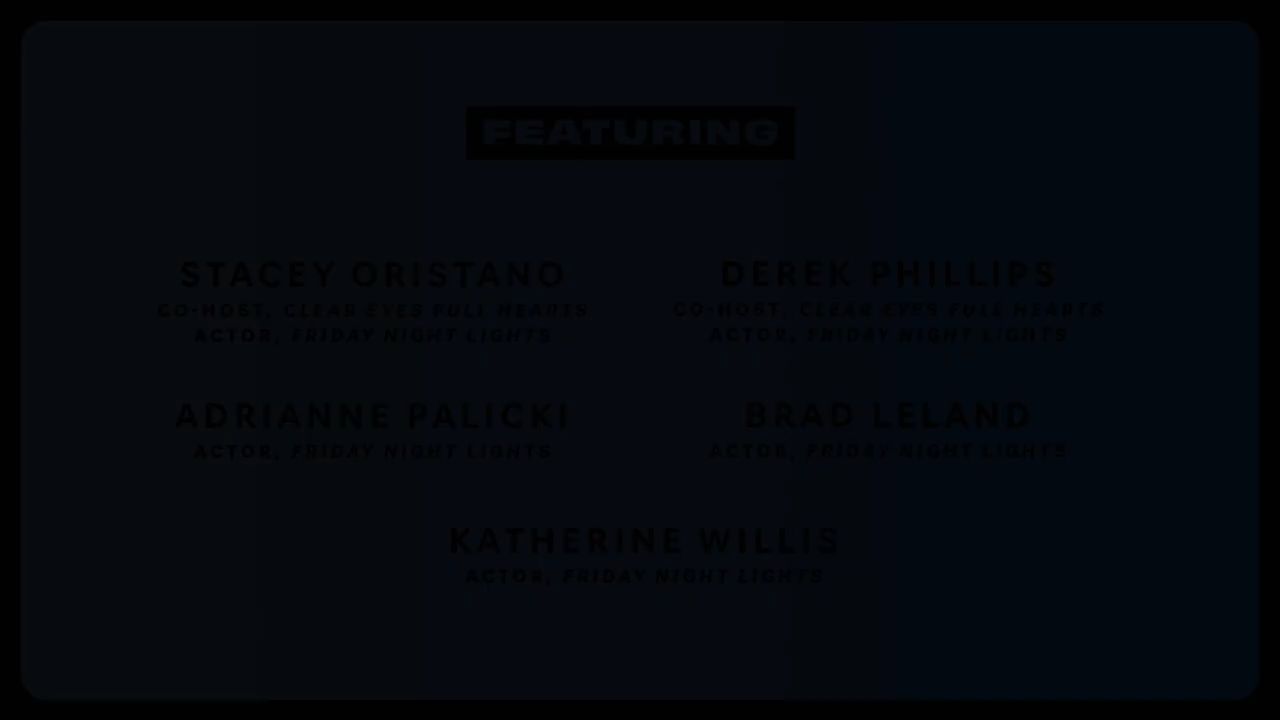 FEATURING
STACEY ORISTANO
CO-HOST, CLEAR EYES FULL HEARTS
ACTOR, FRIDAY NIGHT LIGHTS
DEREK PHILLIPS
CO-HOST, CLEAR EYES FULL HEARTS
ACTOR, FRIDAY NIGHT LIGHTS
ADRIANNE PALICKI
ACTOR, FRIDAY NIGHT LIGHTS
BRAD LELAND
ACTOR, FRIDAY NIGHT LIGHTS
KATHERINE WILLIS
ACTOR, FRIDAY NIGHT LIGHTS